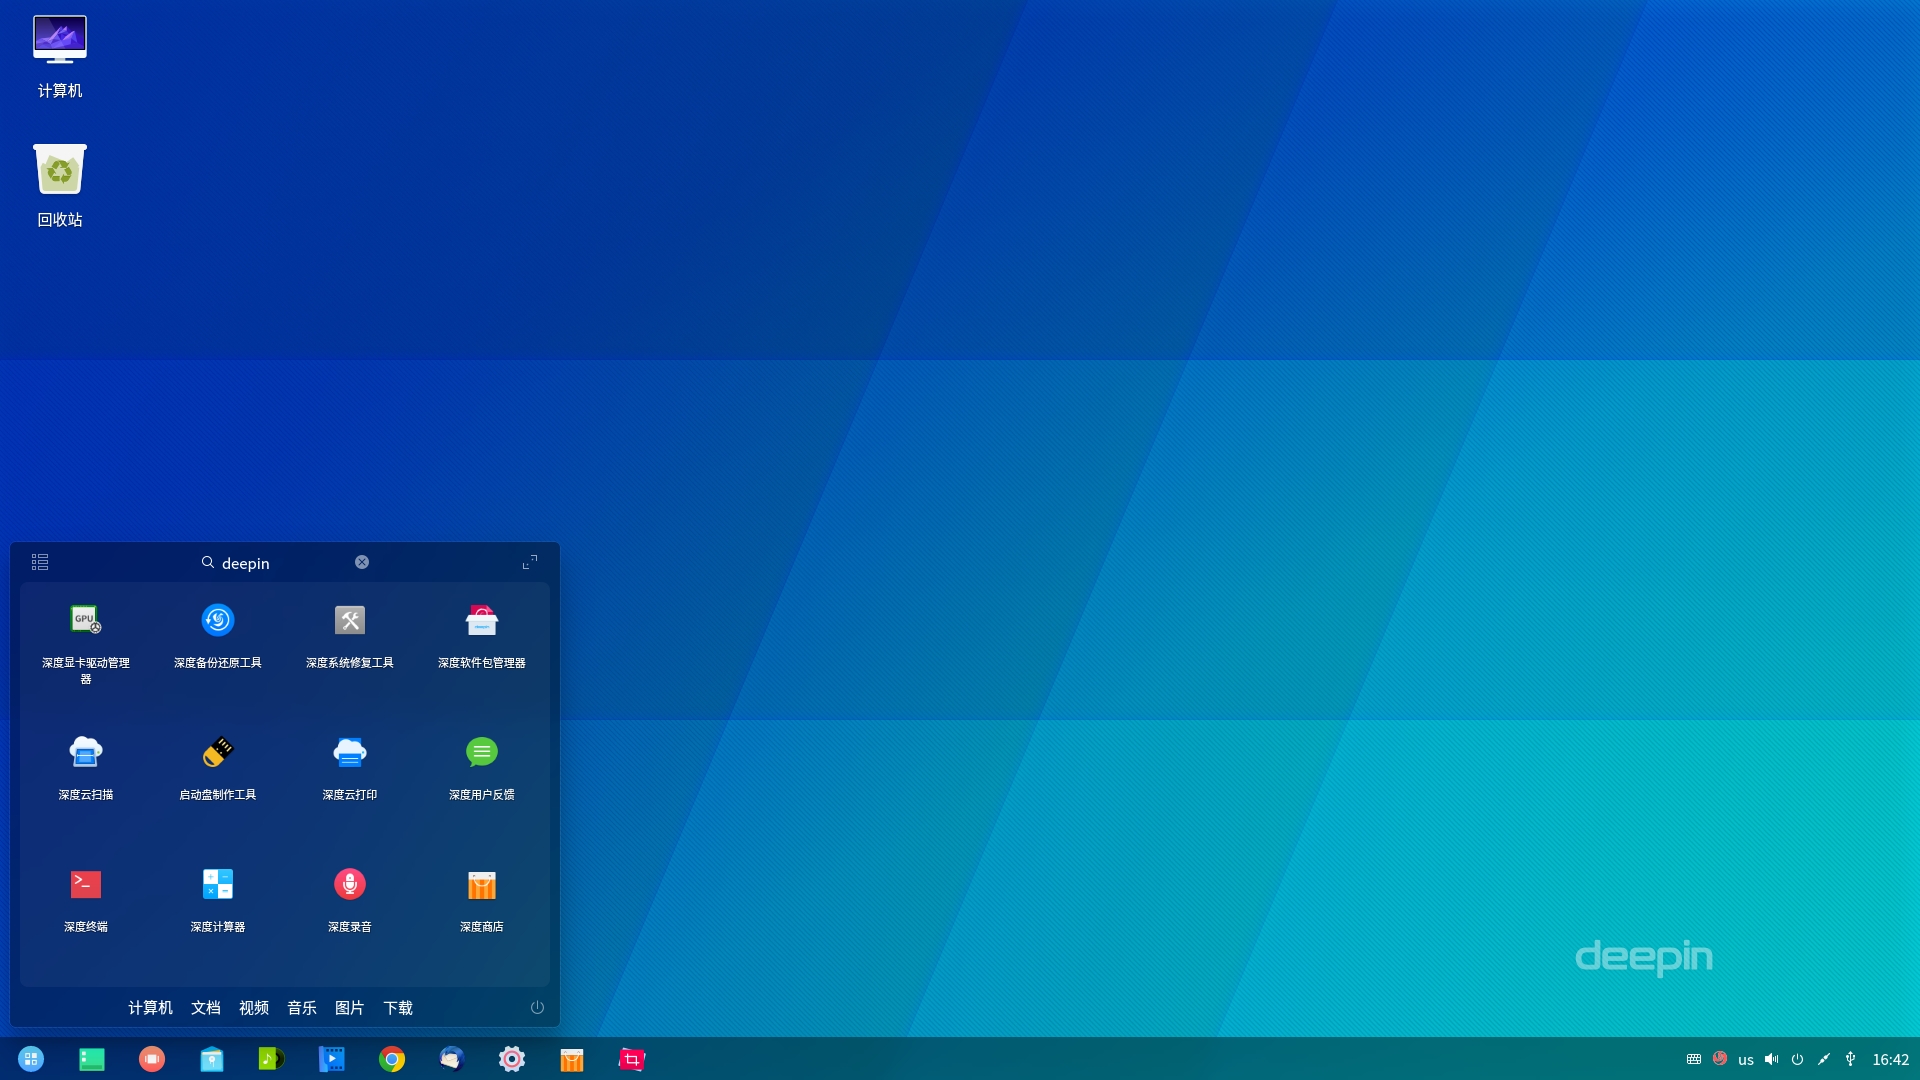 计算机
回收站
deepin
GPU
深度显卡驱动管理
器
深度备份还原工具
深度系统修复工具
深度软件包管理器
深度云扫描
启动盘制作工具
深度云打印
深度用户反馈
深度终端
深度计算器
深度录音
深度商店
deepin
计算机 文档 视频 音乐 图片 下载
us 16:42